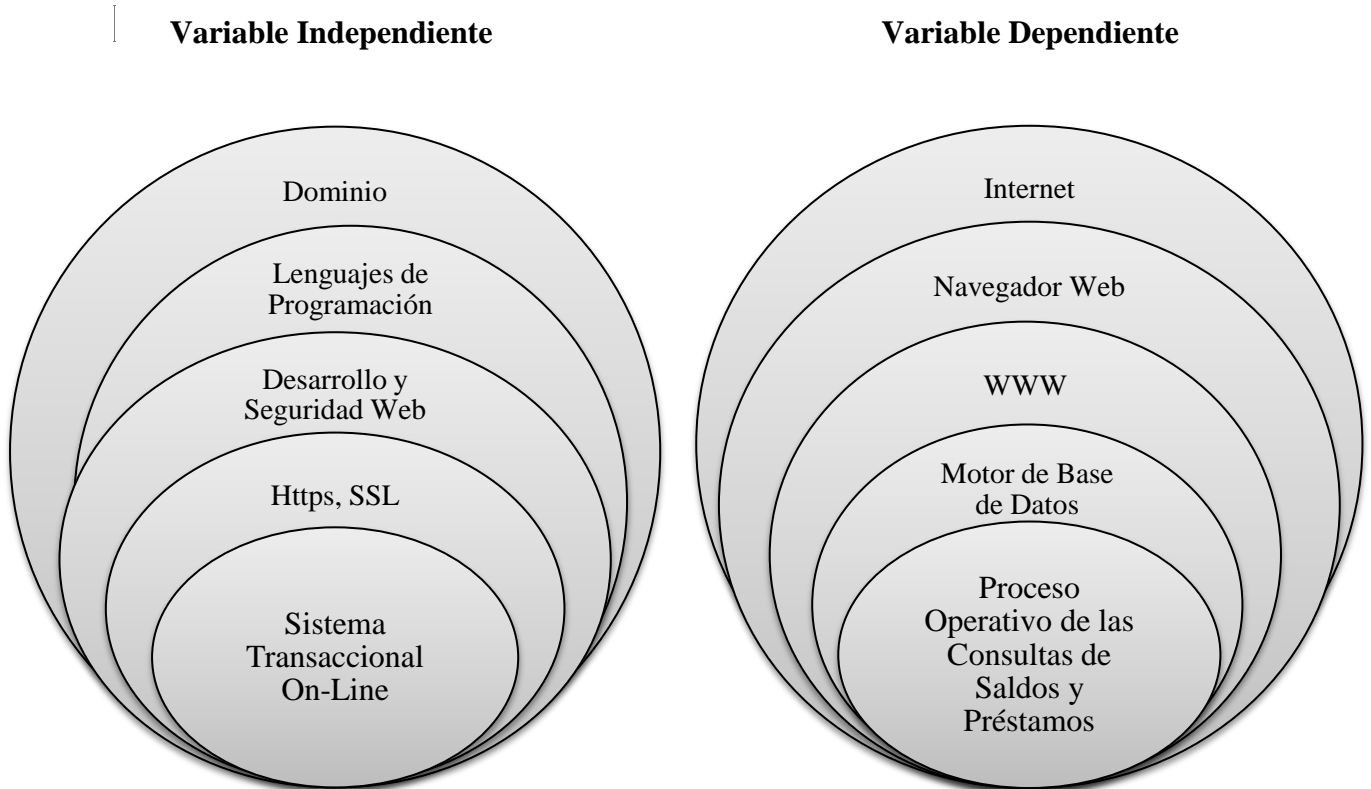 Variable Independiente
Variable Dependiente
Dominio
Lenguajes de
Programación
Desarrollo y
Seguridad Web
Https, SSL
Sistema
Transaccional
On-Line
Internet
Navegador Web
WWW
Motor de Base
de Datos
Proceso
Operativo de las
Consultas de
Saldos y
Préstamos